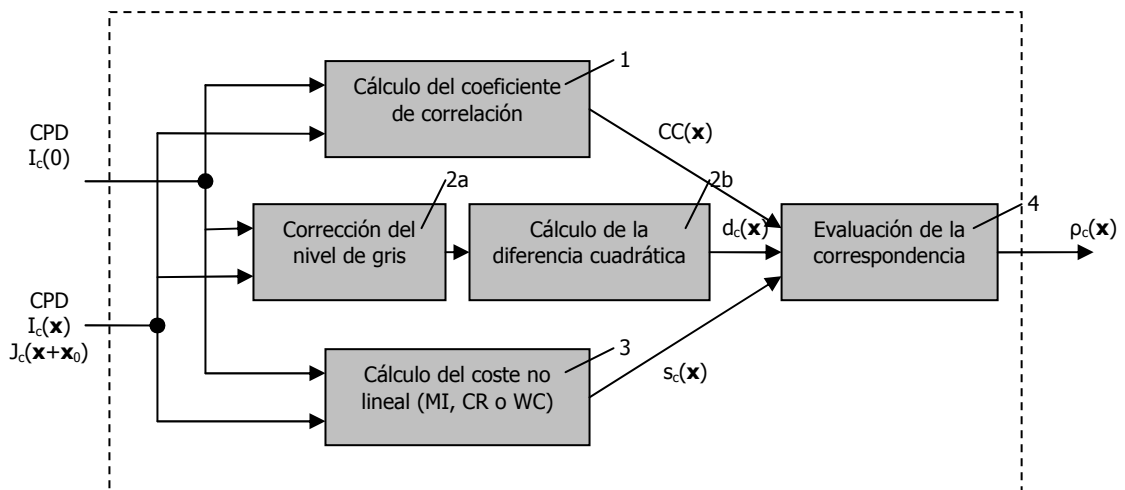 1
Cálculo del coeficiente
de correlación
CPD
I_c(0)
CC(x)
2a
2b
4
Corrección del
nivel de gris
Cálculo de la
diferencia cuadrática
d_c(x)
Evaluación de la
correspondencia
ρ_c(x)
CPD
I_c(x)
J_c(x+x_0)
3
Cálculo del coste no
lineal (MI, CR o WC)
s_c(x)